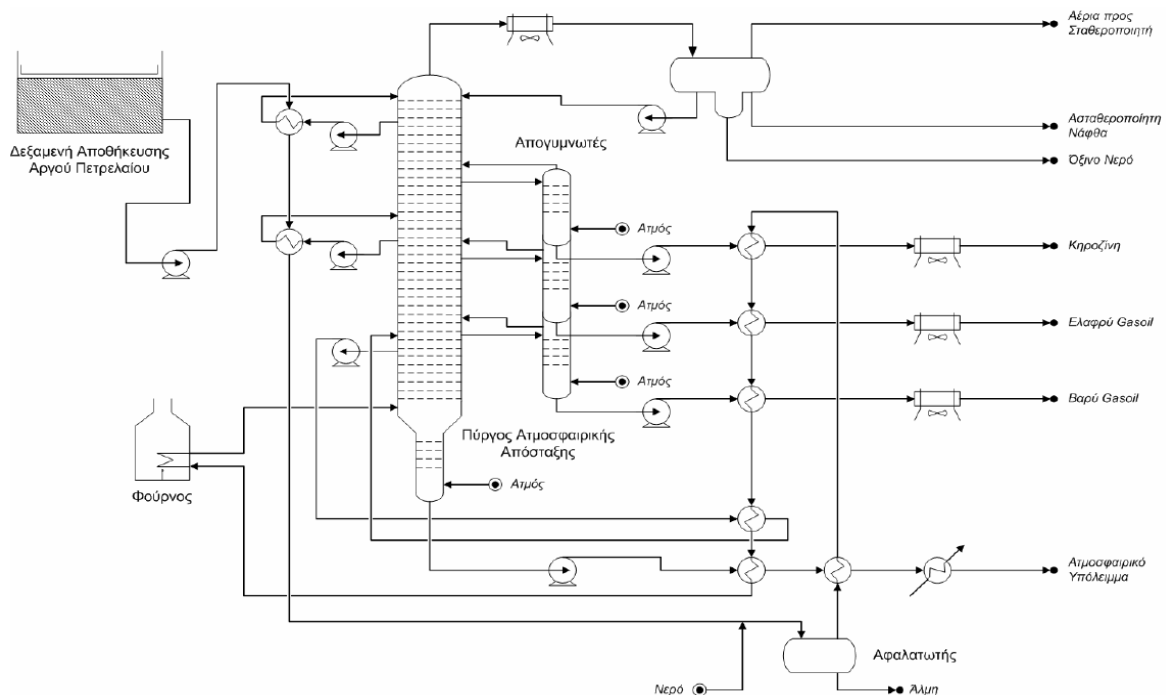 Αέρια προς
Σταθεροποιητή
Δεξαμενή Αποθήκευσης
Αργού Πετρελαίου
Απογυμνωτές
Ασταθεροποίητη
Νάφθα
Όξινο Νερό
Ατμός
Κηροζίνη
Ατμός
Ελαφρύ Gasoil
Ατμός
Βαρύ Gasoil
Πύργος Ατμοσφαιρικής
Απόσταξης
Φούρνος
Ατμός
Ατμοσφαιρικό
Υπόλειμμα
Αφαλατωτής
Νερό
Άλμη